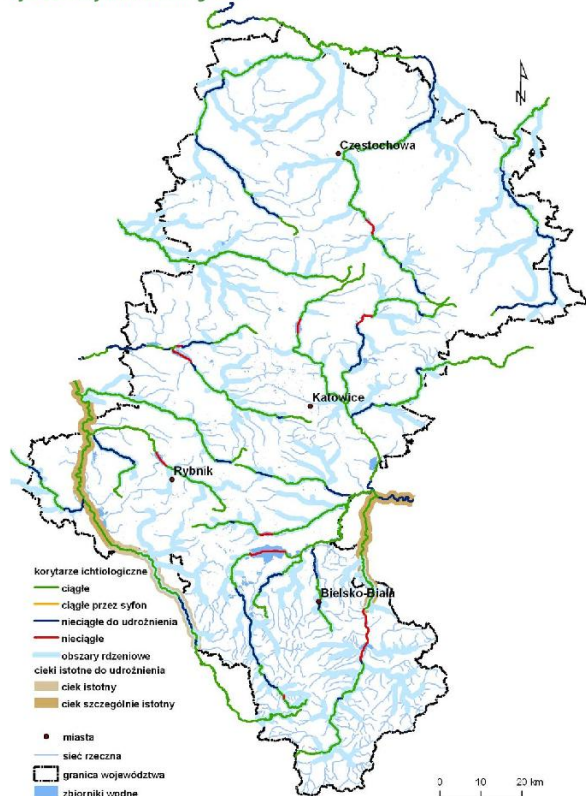 Częstochowa
Katowice
Rybnik
Bielsko-Biała
korytarze ichtiologiczne
ciągłe
ciągłe przez syfon
nieciągłe do udrożnienia
nieciągłe
obszary rdzeniowe
cieki istotne do udrożnienia
ciek istotny
ciek szczególnie istotny
miasta
sieć rzeczna
granica województwa
zbiorniki wodne
0 10 20 km